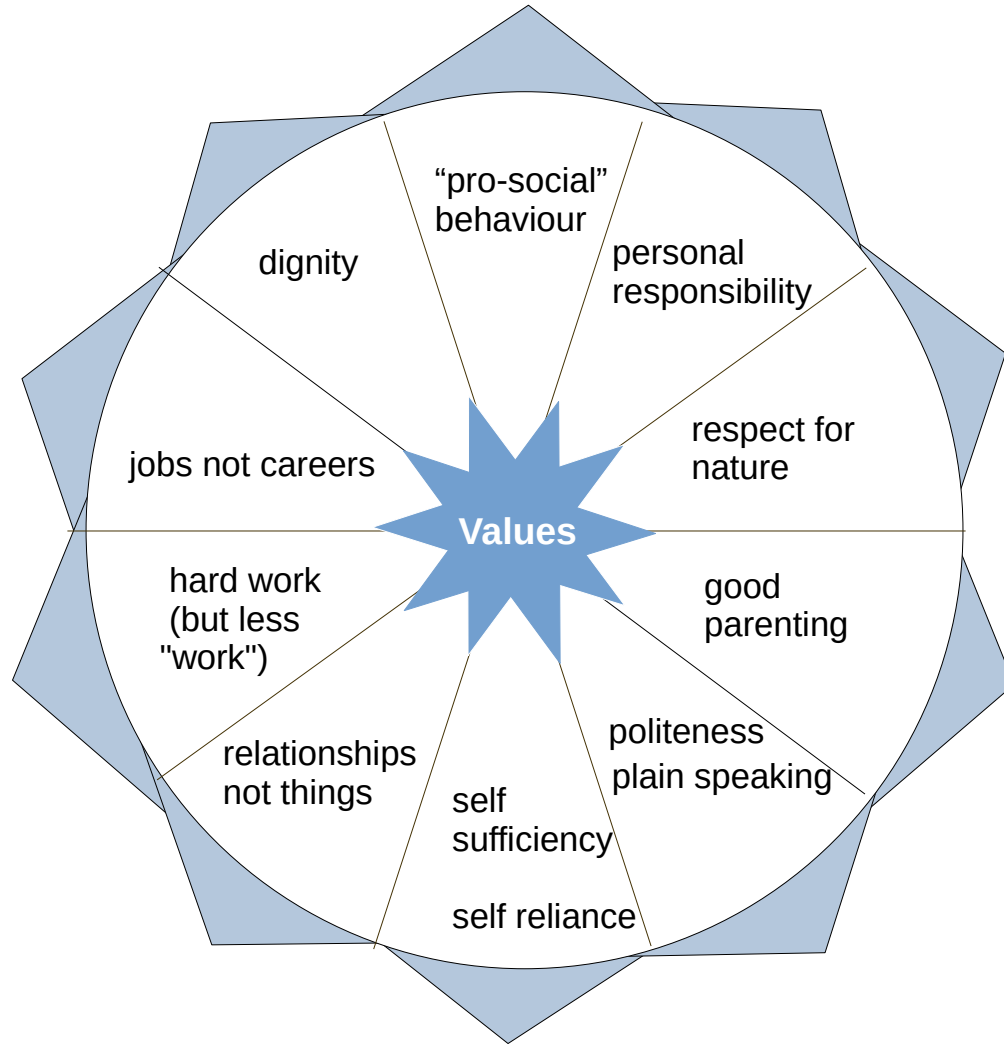 “pro-social”
behaviour
personal
responsibility
respect for
nature
good
parenting
politeness
plain speaking
self
sufficiency
self reliance
relationships
not things
hard work
(but less
"work")
jobs not careers
dignity
Values